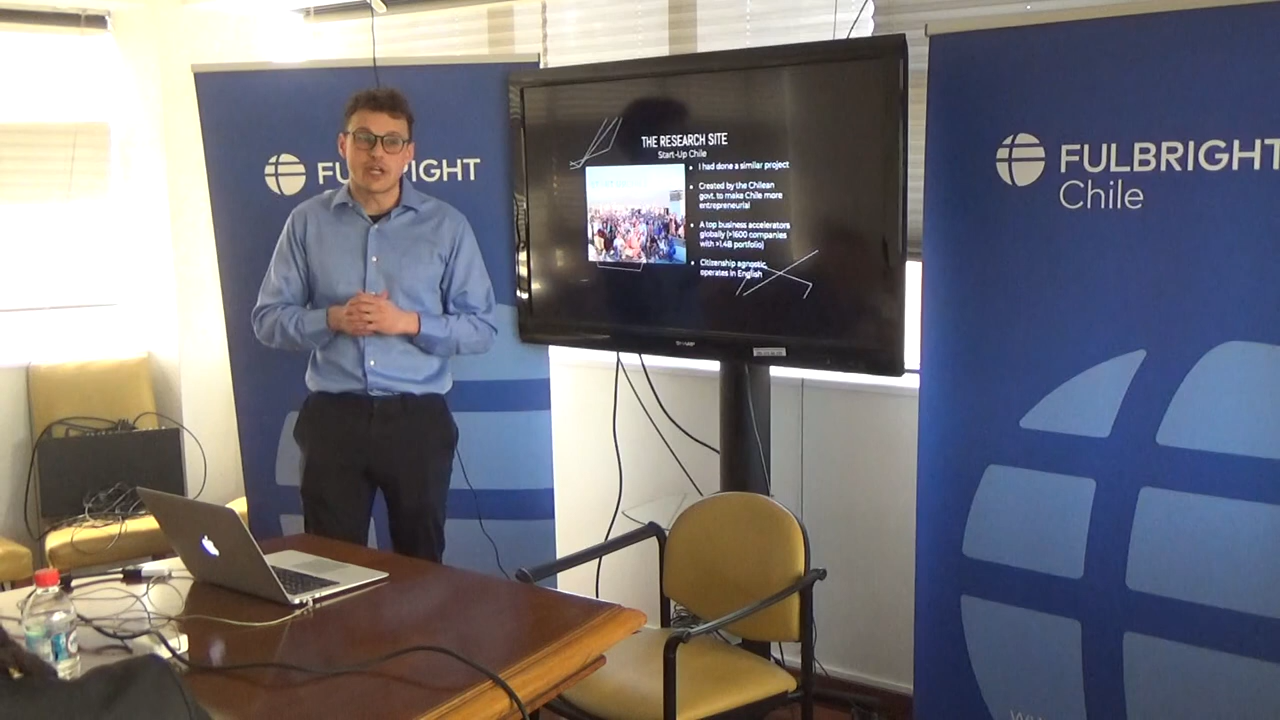 FULBRIGHT
THE RESEARCH SITE
Start-Up Chile
• I had done a similar project
• Created by the Chilean
govt. to make Chile more
entrepreneurial
• A top business accelerators
globally (>1600 companies
with >1.4B portfolio)
• Citizenship agnostic,
operates in English
SHARP
FULBRIGHT
Chile